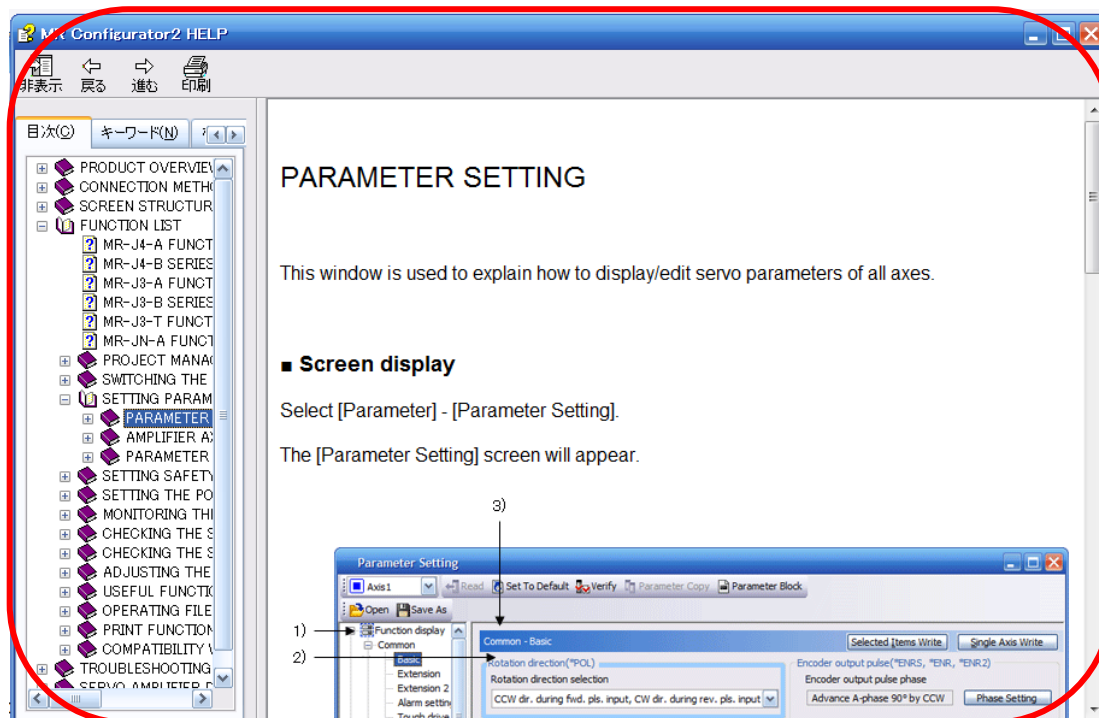 MR Configurator2 HELP
非表示 戻る 進む 印刷
目次(C) キーワード(N)
PRODUCT OVERVIEW
CONNECTION METHO
SCREEN STRUCTUR
FUNCTION LIST
MR-J4-A FUNCT
MR-J4-B SERIES
MR-J3-A FUNCT
MR-J3-B SERIES
MR-J3-T FUNCT
MR-JN-A FUNCT
PROJECT MANA
SWITCHING THE
SETTING PARAM
PARAMETER
AMPLIFIER
PARAMETER
SETTING SAFETY
SETTING THE PO
MONITORING THI
CHECKING THE S
CHECKING THE S
ADJUSTING THE
USEFUL FUNCTIC
OPERATING FILE
PRINT FUNCTION
COMPATIBILITY
TROUBLESHOOTING
SERVO AMPLIFIER
PARAMETER SETTING
This window is used to explain how to display/edit servo parameters of all axes.
■ Screen display
Select [Parameter] - [Parameter Setting].
The [Parameter Setting] screen will appear.
3)
Parameter Setting
Axis1 Read Set To Default Verify Parameter Copy Parameter Block
Open Save As
1)
Function display
Common
2)
Basic
Extension
Extension 2
Alarm settin
Touch drive
Common - Basic Selected Items Write Single Axis Write
Rotation direction(*POL)
Rotation direction selection
CCW dir. during fwd. pls. input, CW dir. during rev. pls. input
Encoder output pulse(*ENRS, *ENR, *ENR2)
Encoder output pulse phase
Advance A-phase 90° by CCW Phase Setting